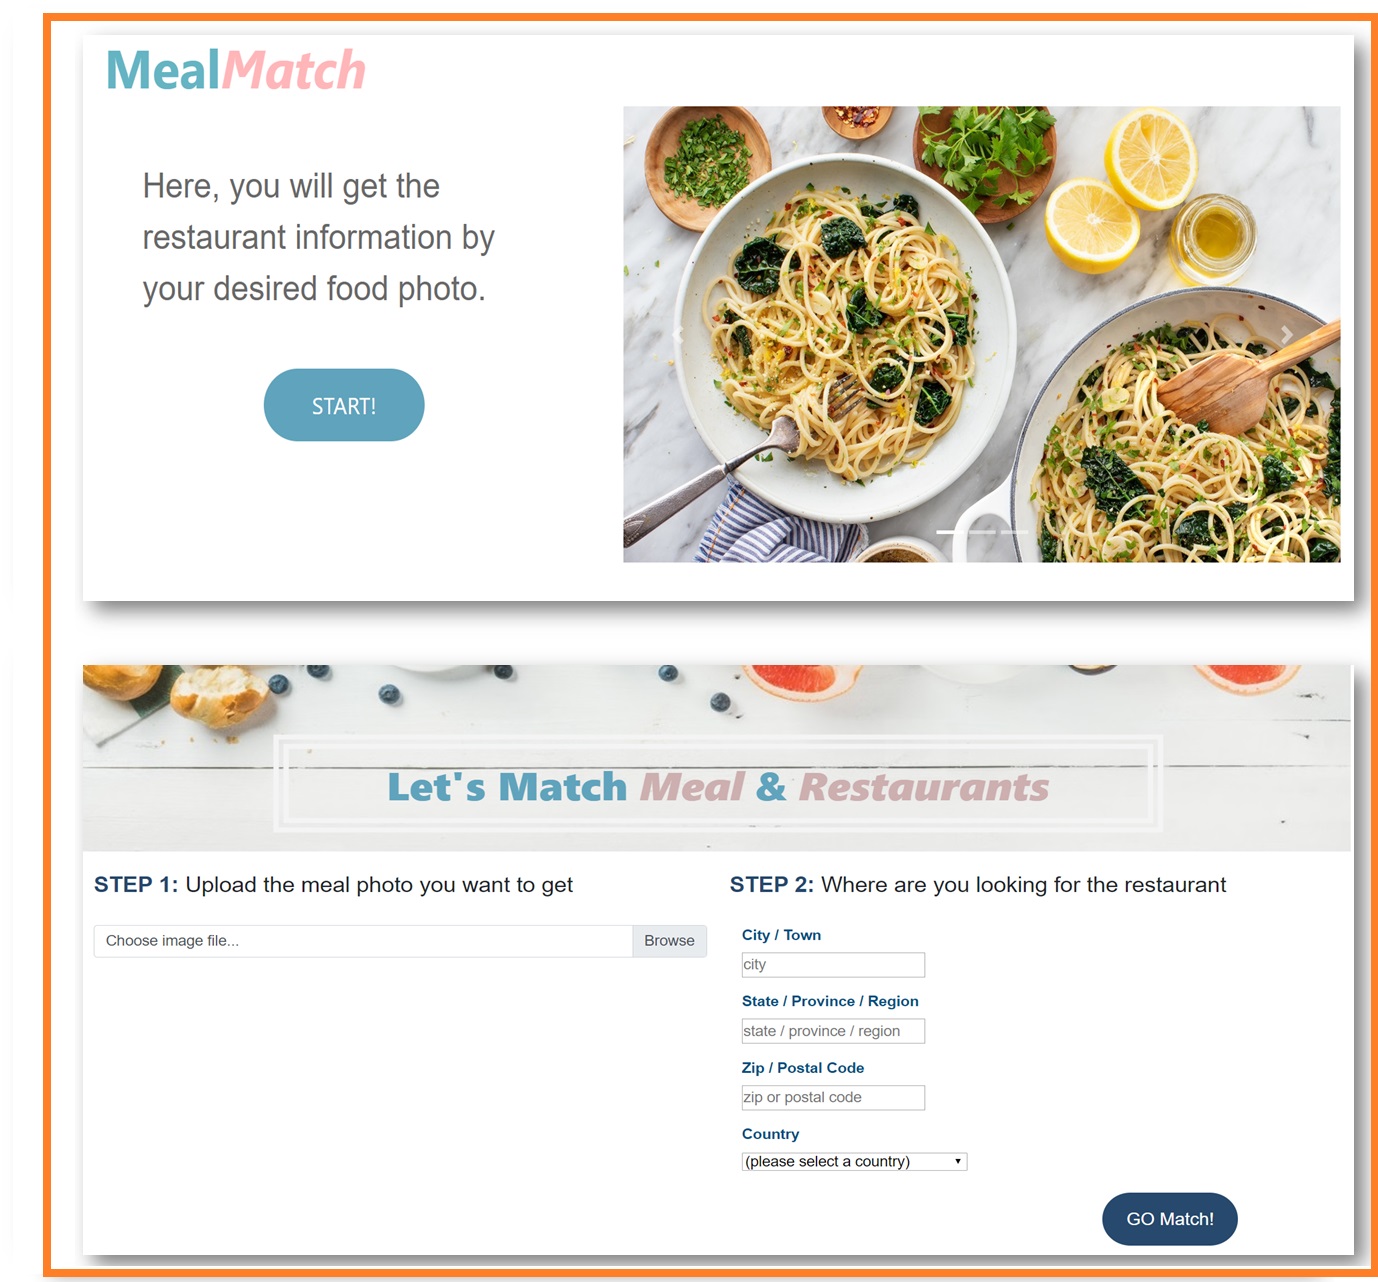 MealMatch
Here, you will get the
restaurant information by
your desired food photo.
START!
Let's Match Meal & Restaurants
STEP 1: Upload the meal photo you want to get
Choose image file...
Browse
STEP 2: Where are you looking for the restaurant
City / Town
city
State / Province / Region
state / province / region
Zip / Postal Code
zip or postal code
Country
(please select a country)
GO Match!